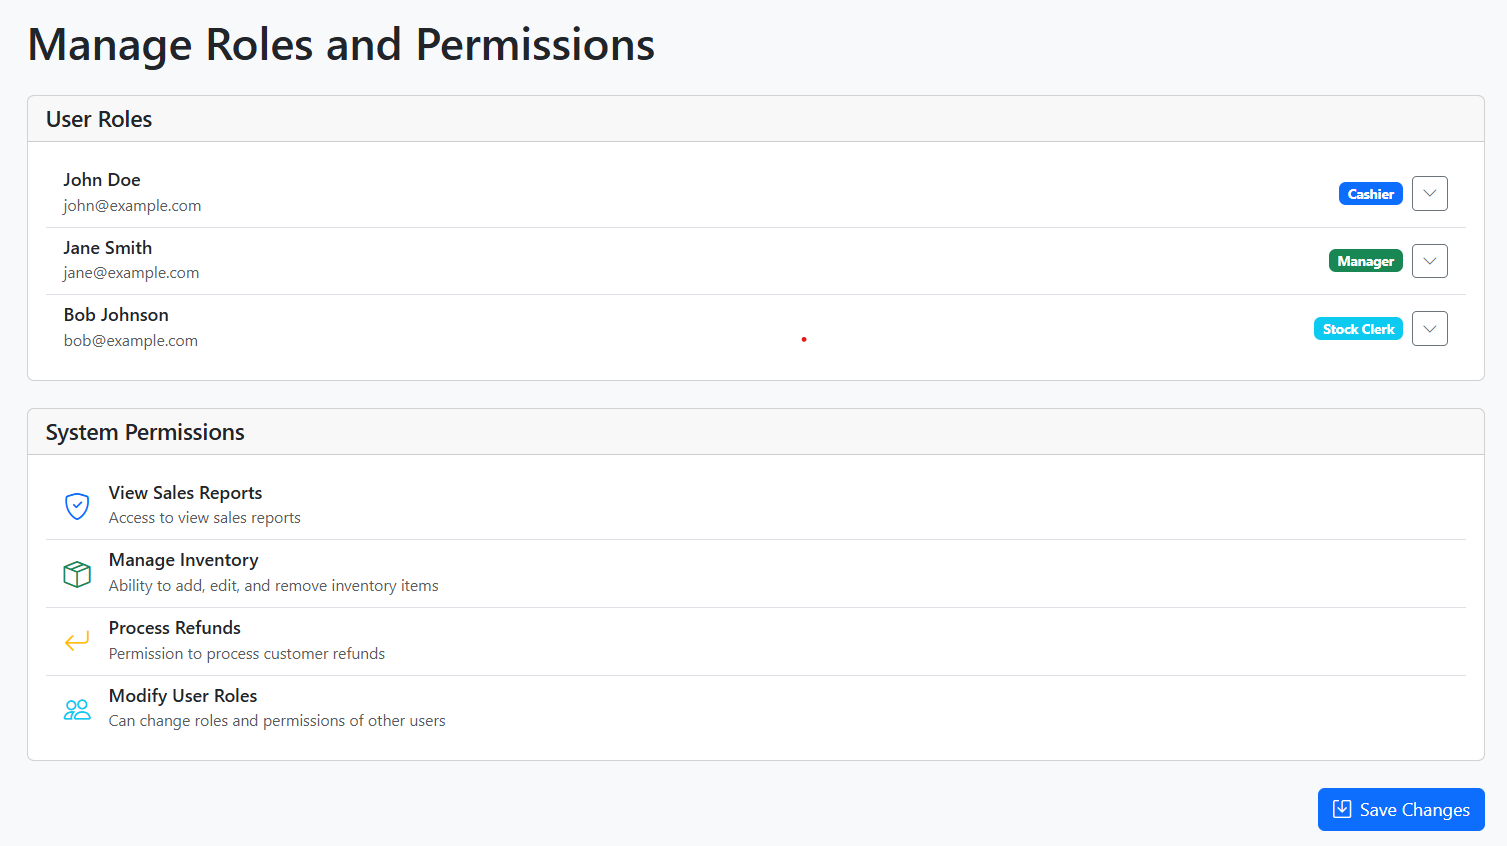 Manage Roles and Permissions
User Roles
John Doe
john@example.com
Cashier
Jane Smith
jane@example.com
Manager
Bob Johnson
bob@example.com
Stock Clerk
System Permissions
View Sales Reports
Access to view sales reports
Manage Inventory
Ability to add, edit, and remove inventory items
Process Refunds
Permission to process customer refunds
Modify User Roles
Can change roles and permissions of other users
Save Changes